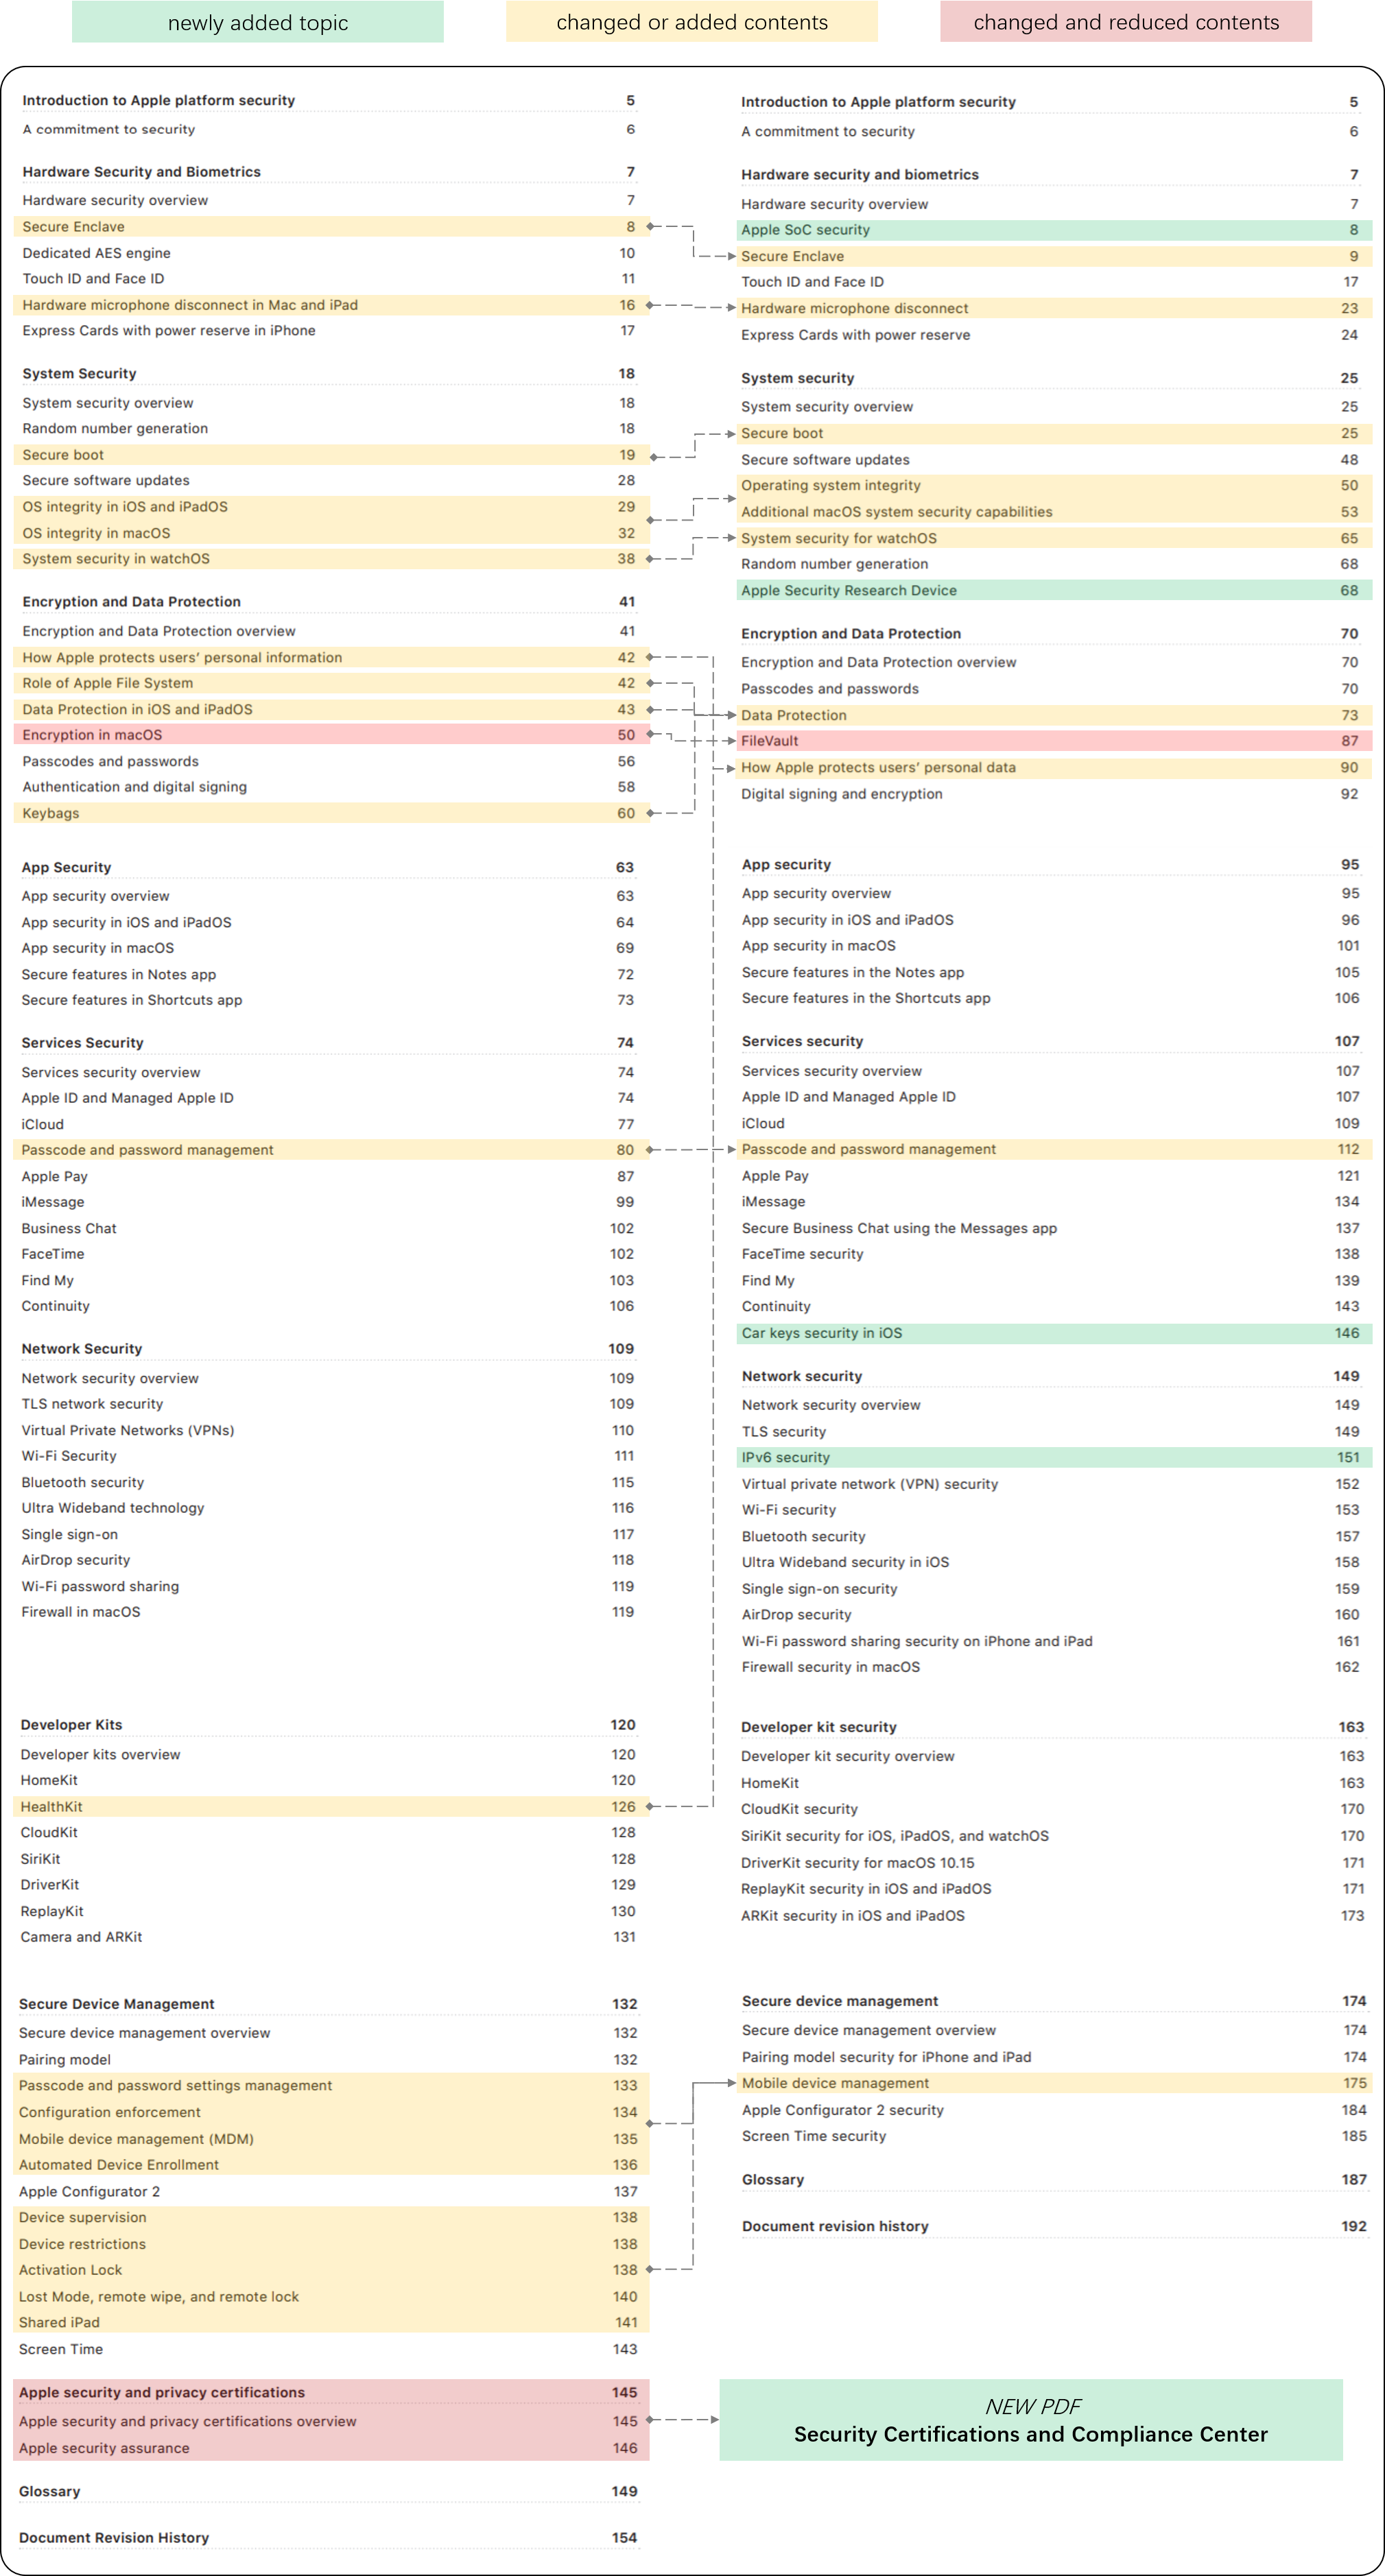 newly added topic
changed or added contents
changed and reduced contents
Introduction to Apple platform security 5
A commitment to security 6
Hardware Security and Biometrics 7
Hardware security overview 7
Secure Enclave 8
Dedicated AES engine 10
Touch ID and Face ID 11
Hardware microphone disconnect in Mac and iPad 16
Express Cards with power reserve in iPhone 17
System Security 18
System security overview 18
Random number generation 18
Secure boot 19
Secure software updates 28
OS integrity in iOS and iPadOS 29
OS integrity in macOS 32
System security in watchOS 38
Encryption and Data Protection 41
Encryption and Data Protection overview 41
How Apple protects users’ personal information 42
Role of Apple File System 42
Data Protection in iOS and iPadOS 43
Encryption in macOS 50
Passcodes and passwords 56
Authentication and digital signing 58
Keybags 60
App Security 63
App security overview 63
App security in iOS and iPadOS 64
App security in macOS 69
Secure features in Notes app 72
Secure features in Shortcuts app 73
Services Security 74
Services security overview 74
Apple ID and Managed Apple ID 74
iCloud 77
Passcode and password management 80
Apple Pay 87
iMessage 99
Business Chat 102
FaceTime 102
Find My 103
Continuity 106
Network Security 109
Network security overview 109
TLS network security 109
Virtual Private Networks (VPNs) 110
Wi-Fi Security 111
Bluetooth security 115
Ultra Wideband technology 116
Single sign-on 117
AirDrop security 118
Wi-Fi password sharing 119
Firewall in macOS 119
Developer Kits 120
Developer kits overview 120
HomeKit 120
HealthKit 126
CloudKit 128
SiriKit 128
DriverKit 129
ReplayKit 130
Camera and ARKit 131
Secure Device Management 132
Secure device management overview 132
Pairing model 132
Passcode and password settings management 133
Configuration enforcement 134
Mobile device management (MDM) 135
Automated Device Enrollment 136
Apple Configurator 2 137
Device supervision 138
Device restrictions 138
Activation Lock 138
Lost Mode, remote wipe, and remote lock 140
Shared iPad 141
Screen Time 143
Apple security and privacy certifications 145
Apple security and privacy certifications overview 145
Apple security assurance 146
Glossary 149
Document Revision History 154
Introduction to Apple platform security 5
A commitment to security 6
Hardware security and biometrics 7
Hardware security overview 7
Apple SoC security 8
Secure Enclave 9
Touch ID and Face ID 17
Hardware microphone disconnect 23
Express Cards with power reserve 24
System security 25
System security overview 25
Secure boot 25
Secure software updates 48
Operating system integrity 50
Additional macOS system security capabilities 53
System security for watchOS 65
Random number generation 68
Apple Security Research Device 68
Encryption and Data Protection 70
Encryption and Data Protection overview 70
Passcodes and passwords 70
Data Protection 73
FileVault 87
How Apple protects users’ personal data 90
Digital signing and encryption 92
App security 95
App security overview 95
App security in iOS and iPadOS 96
App security in macOS 101
Secure features in the Notes app 105
Secure features in the Shortcuts app 106
Services security 107
Services security overview 107
Apple ID and Managed Apple ID 107
iCloud 109
Passcode and password management 112
Apple Pay 121
iMessage 134
Secure Business Chat using the Messages app 137
FaceTime security 138
Find My 139
Continuity 143
Car keys security in iOS 146
Network security 149
Network security overview 149
TLS security 149
IPv6 security 151
Virtual private network (VPN) security 152
Wi-Fi security 153
Bluetooth security 157
Ultra Wideband security in iOS 158
Single sign-on security 159
AirDrop security 160
Wi-Fi password sharing security on iPhone and iPad 161
Firewall security in macOS 162
Developer kit security 163
Developer kit security overview 163
HomeKit 163
CloudKit security 170
SiriKit security for iOS, iPadOS, and watchOS 170
DriverKit security for macOS 10.15 171
ReplayKit security in iOS and iPadOS 171
ARKit security in iOS and iPadOS 173
Secure device management 174
Secure device management overview 174
Pairing model security for iPhone and iPad 174
Mobile device management 175
Apple Configurator 2 security 184
Screen Time security 185
Glossary 187
Document revision history 192
NEW PDF
Security Certifications and Compliance Center